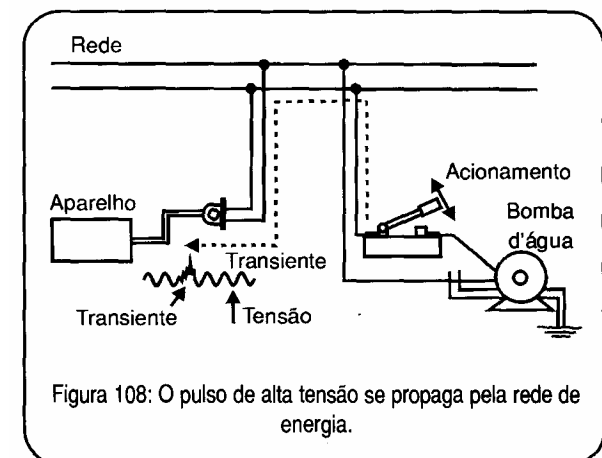 Rede
Acionamento
Aparelho
Bomba
d'água
Transiente
Transiente
Tensão
Figura 108: O pulso de alta tensão se propaga pela rede de
energia.